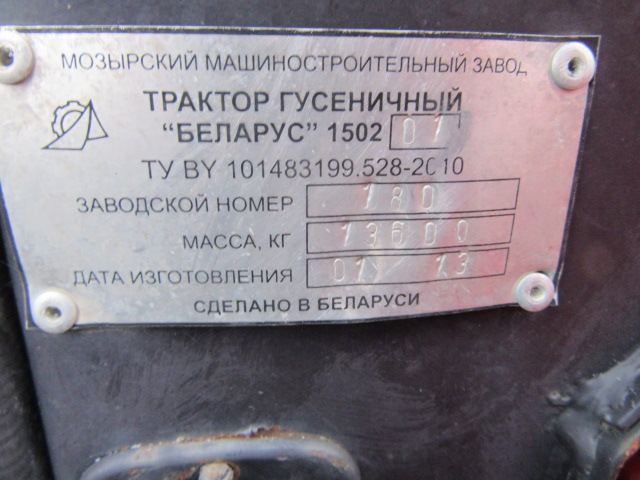 МОЗЫРСКИЙ МАШИНОСТРОИТЕЛЬНЫЙ ЗАВОД
ТРАКТОР ГУСЕНИЧНЫЙ
“БЕЛАРУС” 1502 01
ТУ BY 101483199.528-2010
ЗАВОДСКОЙ НОМЕР 180
МАССА, КГ 13600
ДАТА ИЗГОТОВЛЕНИЯ 01 13
СДЕЛАНО В БЕЛАРУСИ